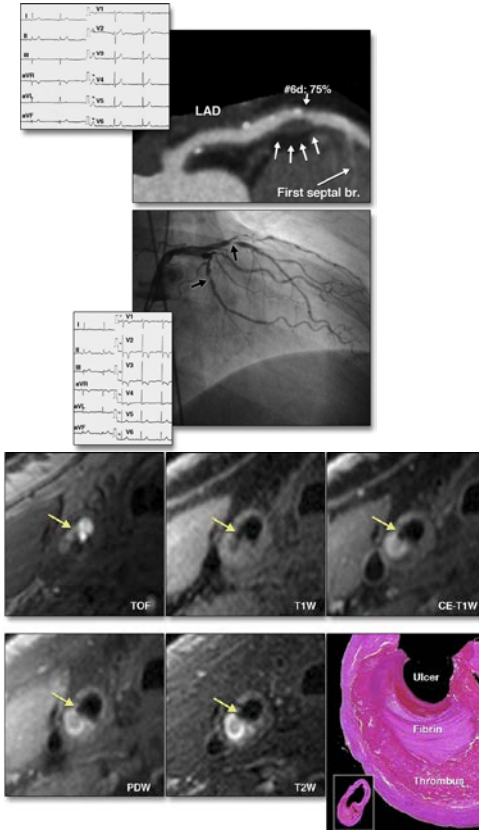 I
II
III
aVR
aVL
aVF
V1
V2
V3
V4
V5
V6
#6d: 75%
LAD
First septal br.
I
II
III
aVR
aVL
aVF
V1
V2
V3
V4
V5
V6
TOF
T1W
CE-T1W
PDW
T2W
Ulcer
Fibrin
Thrombus